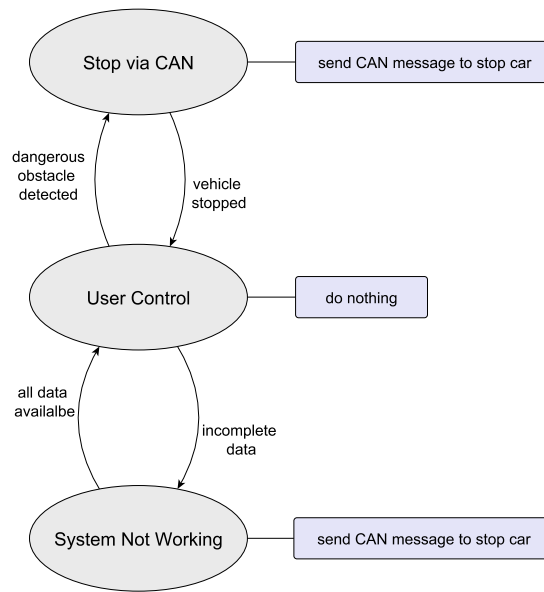 Stop via CAN
send CAN message to stop car
dangerous
obstacle
detected
vehicle
stopped
User Control
do nothing
all data
availalbe
incomplete
data
System Not Working
send CAN message to stop car